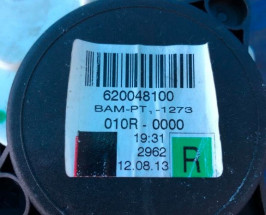 620048100
BAM-PT, -1273
010R - 0000
19:31
2962
12.08.13
R